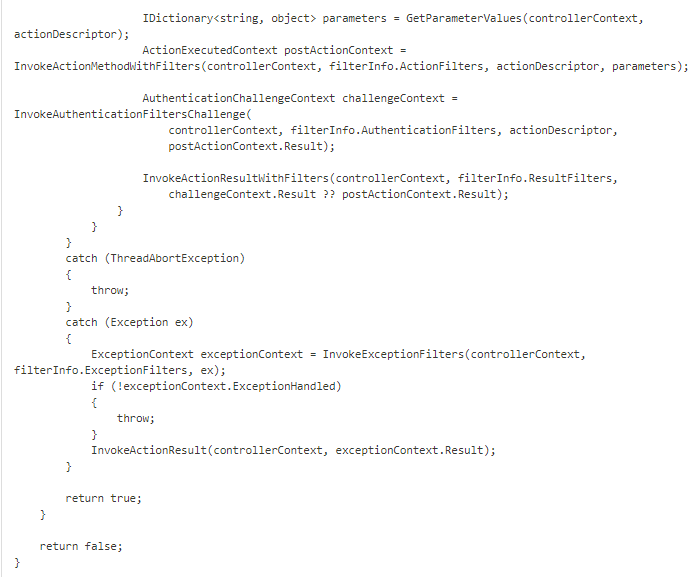 IDictionary<string, object> parameters = GetParameterValues(controllerContext,
actionDescriptor);
                    ActionExecutedContext postActionContext =
InvokeActionMethodWithFilters(controllerContext, filterInfo.ActionFilters, actionDescriptor, parameters);

                    AuthenticationChallengeContext challengeContext =
InvokeAuthenticationFiltersChallenge(
                        controllerContext, filterInfo.AuthenticationFilters, actionDescriptor,
                        postActionContext.Result);

                    InvokeActionResultWithFilters(controllerContext, filterInfo.ResultFilters,
                        challengeContext.Result ?? postActionContext.Result);
                }
            }
        }
        catch (ThreadAbortException)
        {
            throw;
        }
        catch (Exception ex)
        {
            ExceptionContext exceptionContext = InvokeExceptionFilters(controllerContext,
filterInfo.ExceptionFilters, ex);
            if (!exceptionContext.ExceptionHandled)
            {
                throw;
            }
            InvokeActionResult(controllerContext, exceptionContext.Result);
        }

        return true;
    }

    return false;
}